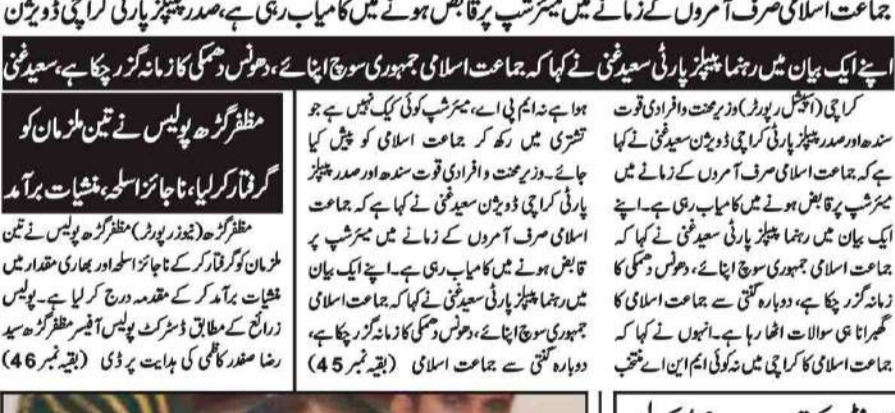 جماعت اسلامی صرف آمروں کے زمانے میں میئرشپ پر قابض ہونے میں کامیاب رہی ہے، صدر پیپلز پارٹی کراچی ڈویژن
اپنے ایک بیان میں رہنما پیپلز پارٹی سعید غنی نے کہا کہ جماعت اسلامی جمہوری سوچ اپنائے، دھونس دھمکی کا زمانہ گزر چکا ہے، سعید غنی
کراچی (اسپیشل رپورٹر) وزیر محنت و افرادی قوت
سندھ اور صدر پیپلز پارٹی کراچی ڈویژن سعید غنی نے کہا
ہے کہ جماعت اسلامی صرف آمروں کے زمانے میں
میئرشپ پر قابض ہونے میں کامیاب رہی ہے۔ اپنے
ایک بیان میں رہنما پیپلز پارٹی سعید غنی نے کہا کہ
جماعت اسلامی جمہوری سوچ اپنائے، دھونس دھمکی کا
زمانہ گزر چکا ہے، دوبارہ گنتی سے جماعت اسلامی کا
گھبرانا ہی سوالات اٹھا رہا ہے۔ انہوں نے کہا کہ
جماعت اسلامی کا کراچی میں نہ کوئی ایم این اے منتخب
ہوا ہے نہ ایم پی اے، میئرشپ کوئی کیک نہیں ہے جو
تشتری میں رکھ کر جماعت اسلامی کو پیش کیا
جائے۔ وزیر محنت و افرادی قوت سندھ اور صدر پیپلز
پارٹی کراچی ڈویژن سعید غنی نے کہا ہے کہ جماعت
اسلامی صرف آمروں کے زمانے میں میئرشپ پر
قابض ہونے میں کامیاب رہی ہے۔ اپنے ایک بیان
میں رہنما پیپلز پارٹی سعید غنی نے کہا کہ جماعت اسلامی
جمہوری سوچ اپنائے، دھونس دھمکی کا زمانہ گزر چکا ہے،
دوبارہ گنتی سے جماعت اسلامی (بقیہ نمبر 45)
مظفرگڑھ پولیس نے تین ملزمان کو
گرفتار کرلیا، ناجائز اسلحہ، منشیات برآمد
مظفرگڑھ (نیوز رپورٹر) مظفرگڑھ پولیس نے تین
ملزمان کو گرفتار کر کے ناجائز اسلحہ اور بھاری مقدار میں
منشیات برآمد کر کے مقدمہ درج کر لیا ہے۔ پولیس
ذرائع کے مطابق ڈسٹرکٹ پولیس آفیسر مظفرگڑھ سید
رضا صفدر کاظمی کی ہدایت پر ڈی (بقیہ نمبر 46)